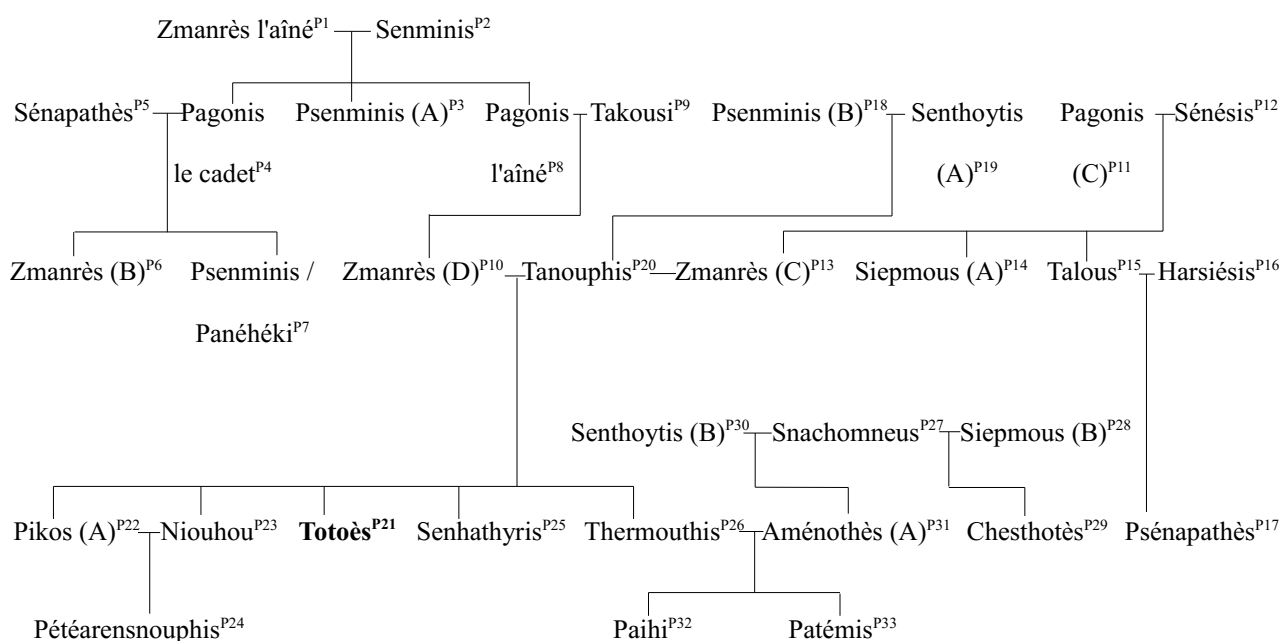 Zmanrès l'aîné^P1 Senminis^P2
Sénapathès^P5 Pagonis Psenminis (A)^P3 Pagonis Takousi^P9 Psenminis (B)^P18 Senthoytis Pagonis Sénésis^P12
le cadet^P4 l'aîné^P8 (A)^P19 (C)^P11
Zmanrès (B)^P6 Psenminis / Zmanrès (D)^P10 Tanouphis^P20 Zmanrès (C)^P13 Siepmous (A)^P14 Talous^P15 Harsiésis^P16
Panéhéki^P7
Senthoytis (B)^P30 Snachomneus^P27 Siepmous (B)^P28
Pikos (A)^P22 Niouhou^P23 Totoès^P21 Senhathyris^P25 Thermouthis^P26 Aménothès (A)^P31 Chesthotès^P29 Psénapathès^P17
Pétéarensnouphis^P24 Paihi^P32 Patémis^P33